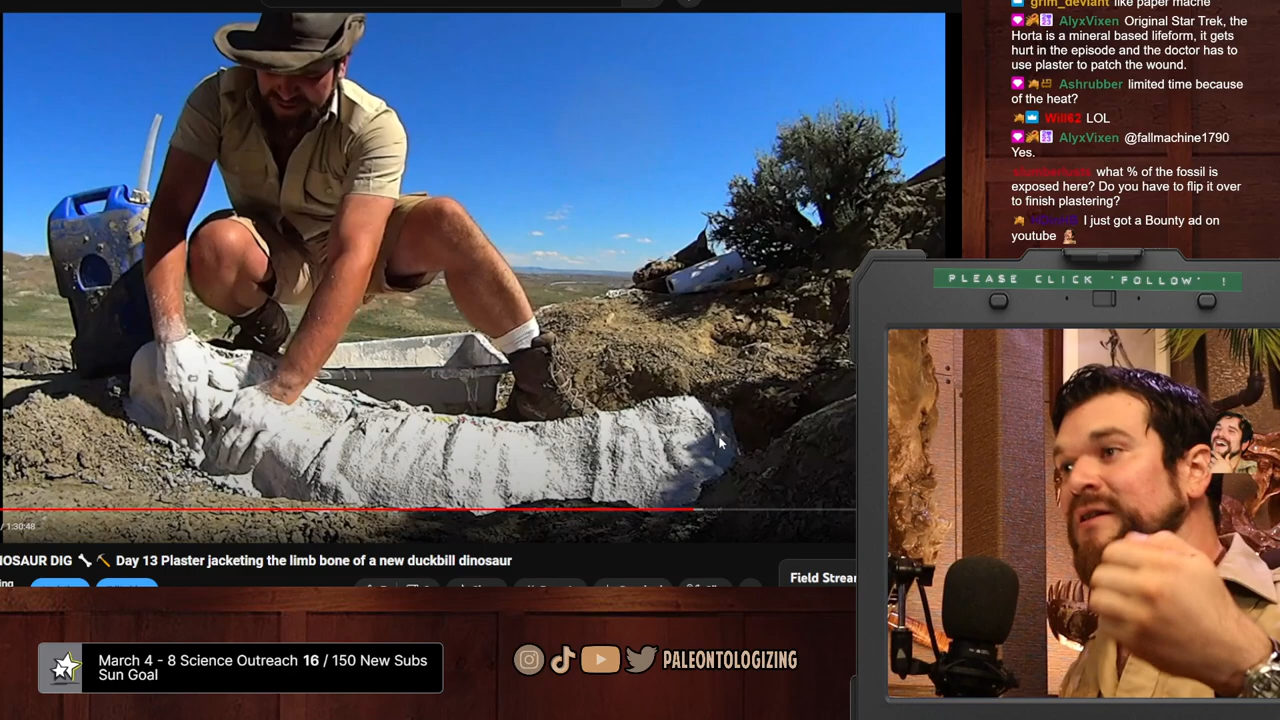 grim_deviant like paper mache
AlyxVixen Original Star Trek, the
Horta is a mineral based lifeform, it gets
hurt in the episode and the doctor has to
use plaster to patch the wound.
Ashrubber limited time because
of the heat?
Will62 LOL
AlyxVixen @fallmachine1790
Yes.
what % of the fossil is
exposed here? Do you have to flip it over
to finish plastering?
I just got a Bounty ad on
youtube
PLEASE CLICK "FOLLOW" !
/ 1:30:48
NOSAUR DIG Day 13 Plaster jacketing the limb bone of a new duckbill dinosaur
ing
Field Strean
March 4 - 8 Science Outreach 16 / 150 New Subs
Sun Goal
PALEONTOLOGIZING